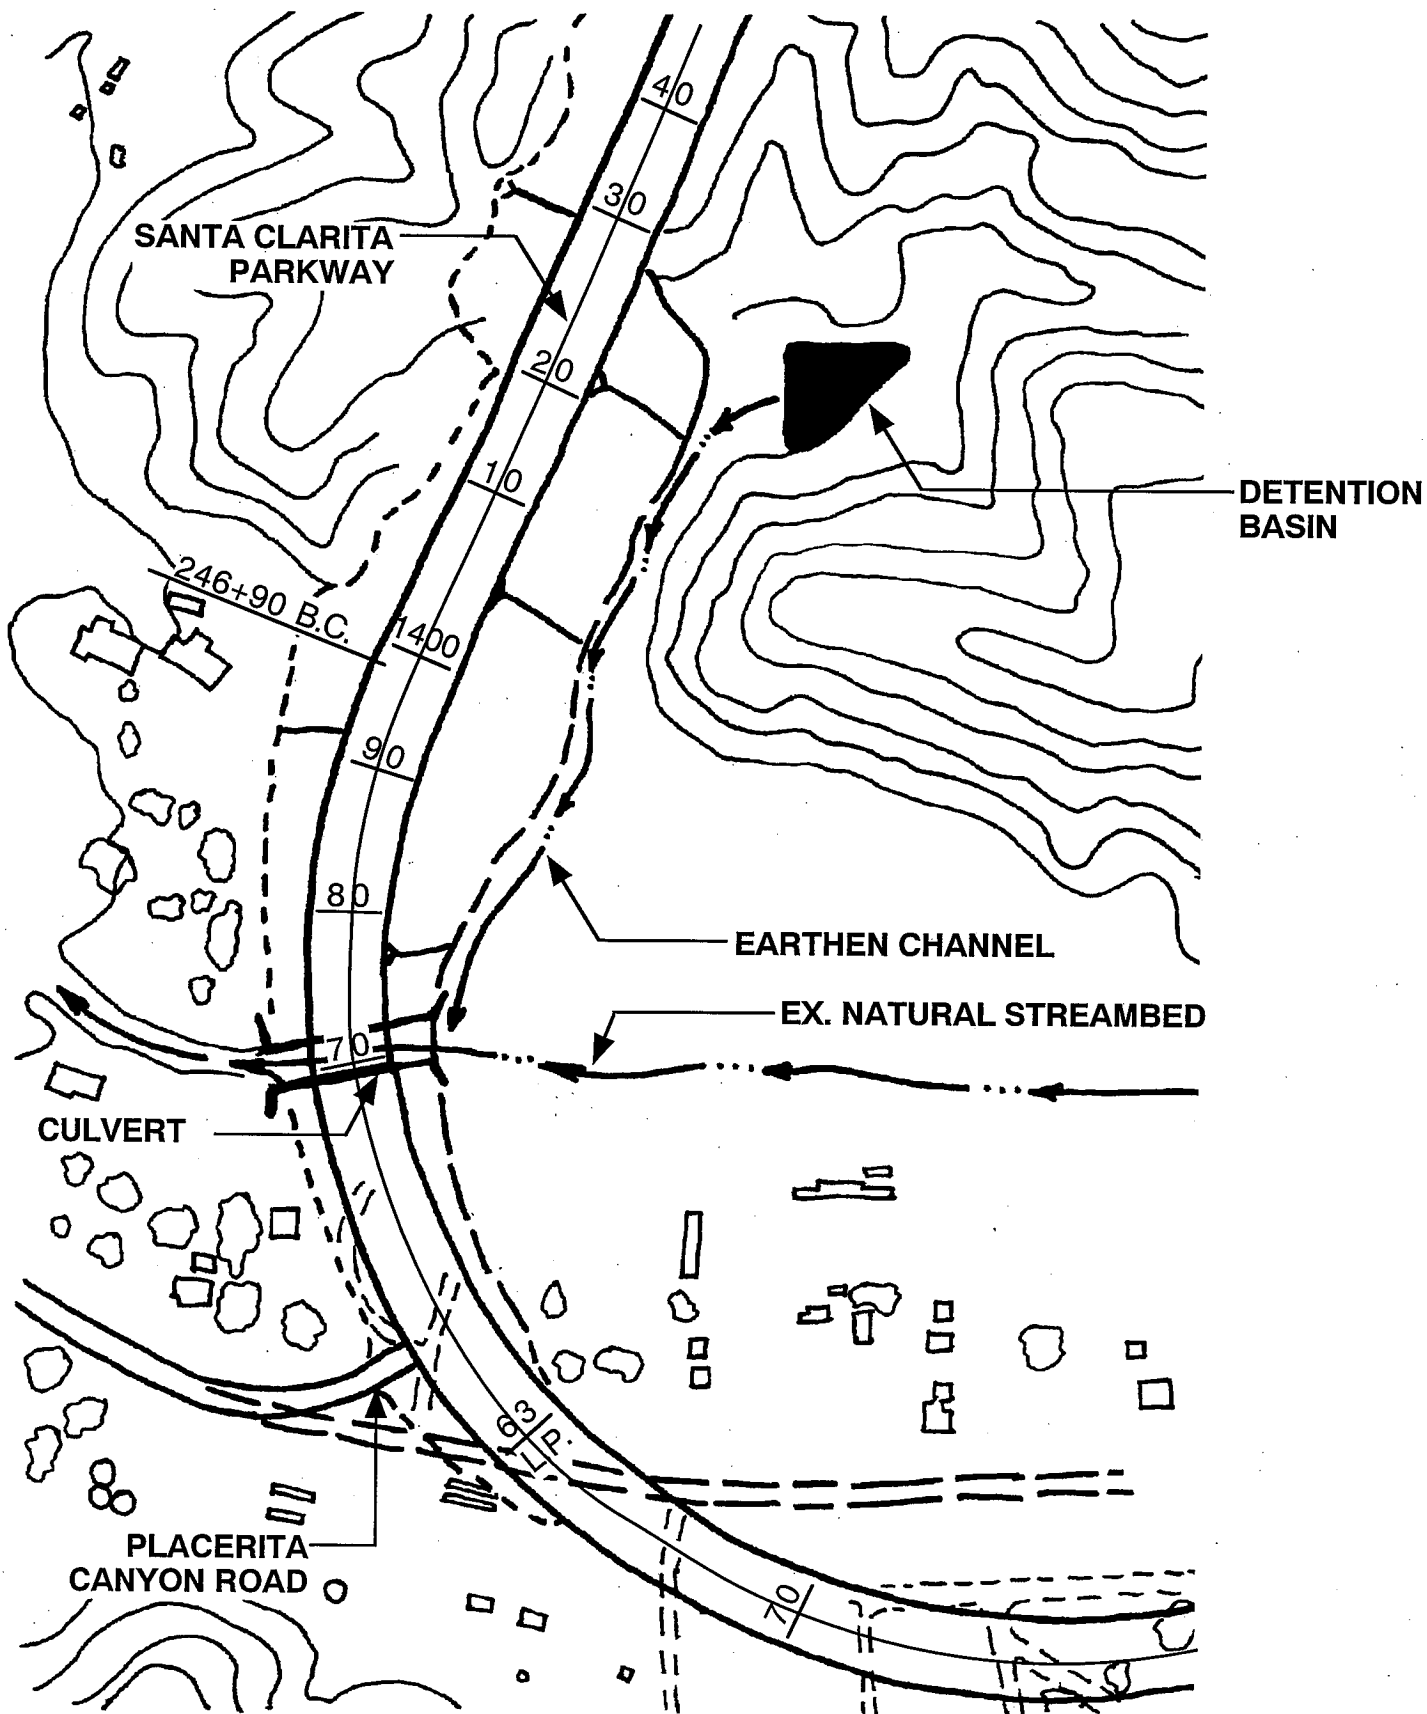 40
30
SANTA CLARITA
PARKWAY
20
10
DETENTION
BASIN
246+90 B.C.
1400
90
80
EARTHEN CHANNEL
EX. NATURAL STREAMBED
70
CULVERT
63
L.P.
PLACERITA
CANYON ROAD
70